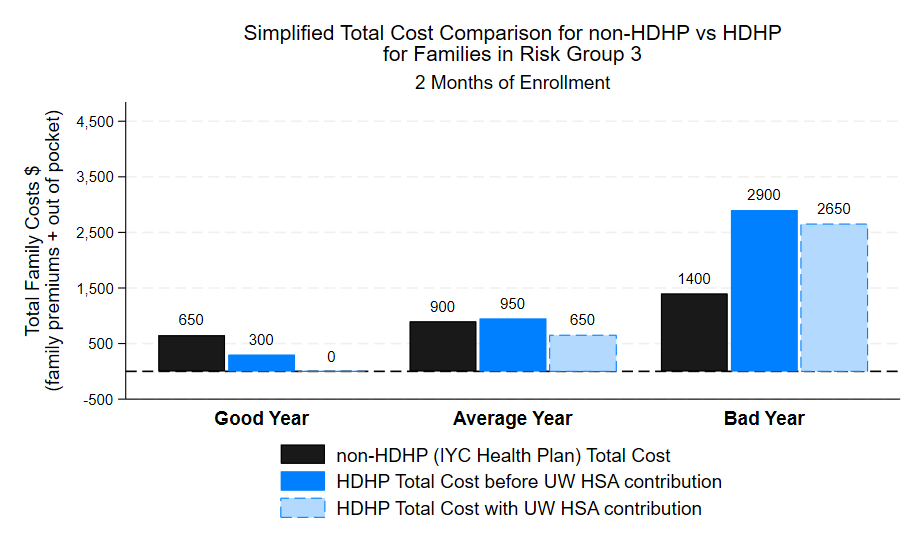 Simplified Total Cost Comparison for non-HDHP vs HDHP
for Families in Risk Group 3
2 Months of Enrollment
Total Family Costs $
(family premiums + out of pocket)
4,500
3,500
2,500
1,500
500
-500
650
300
0
900
950
650
1400
2900
2650
Good Year
Average Year
Bad Year
non-HDHP (IYC Health Plan) Total Cost
HDHP Total Cost before UW HSA contribution
HDHP Total Cost with UW HSA contribution